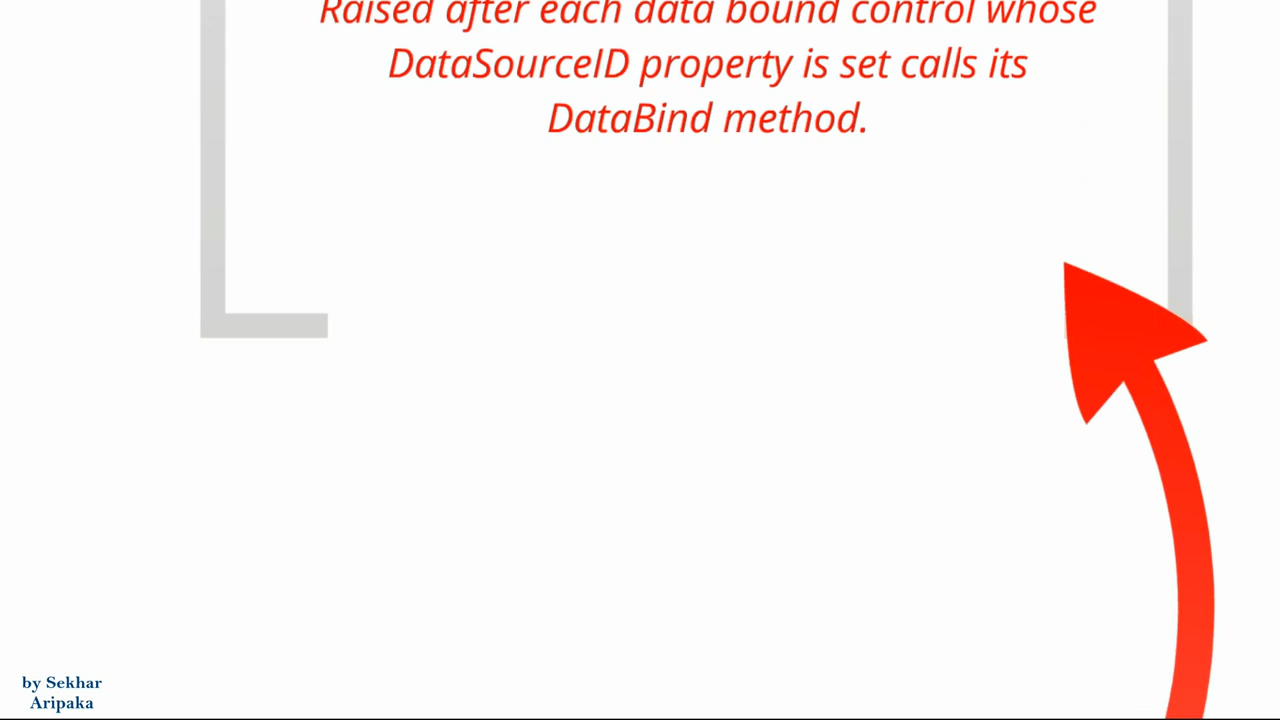 Raised after each data bound control whose
DataSourceID property is set calls its
DataBind method.
by Sekhar
Aripaka